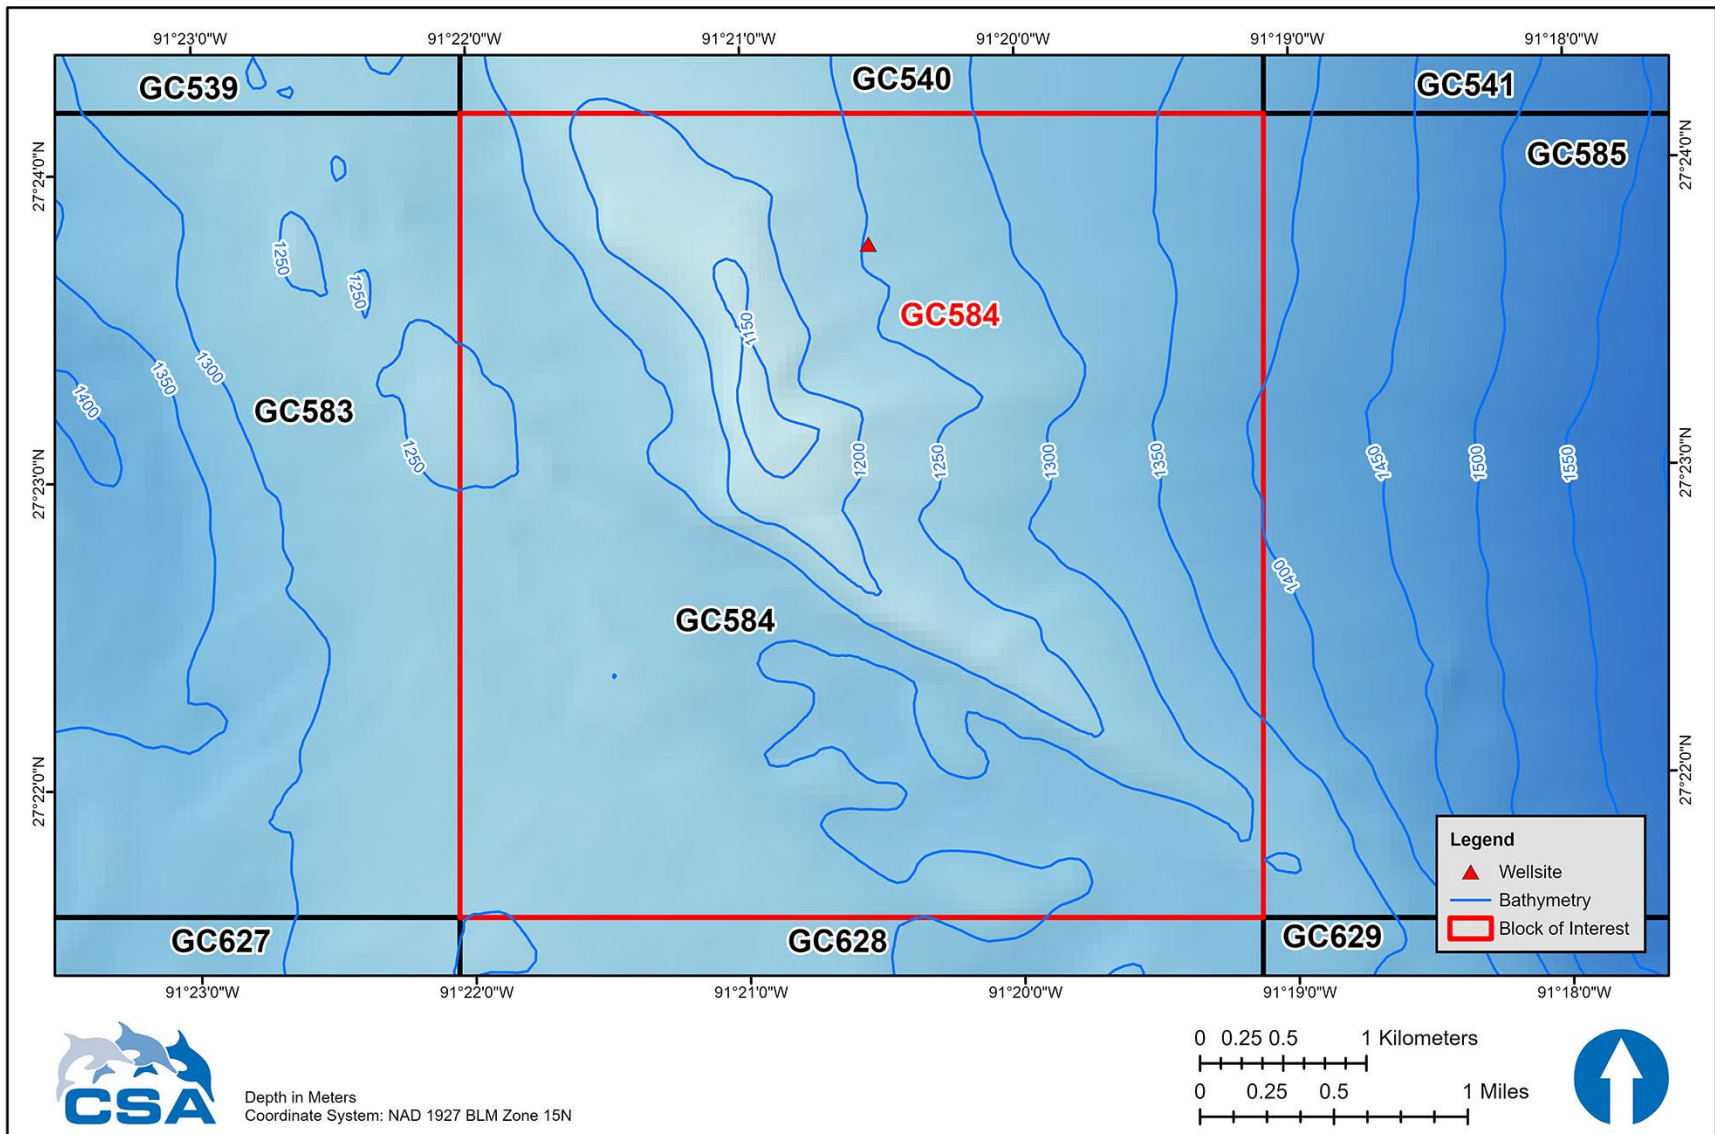 91°23'0"W 91°22'0"W 91°21'0"W 91°20'0"W 91°19'0"W 91°18'0"W
GC539 GC540 GC541
GC585
27°24'0"N 27°24'0"N
1250
1250
GC584
1150
1300
1350
1400
GC583
1250 1200 1250 1300 1350 1450 1500 1550
27°23'0"N 27°23'0"N
1400
GC584
27°22'0"N 27°22'0"N
Legend
Wellsite
Bathymetry
Block of Interest
GC627 GC628 GC629
91°23'0"W 91°22'0"W 91°21'0"W 91°20'0"W 91°19'0"W 91°18'0"W
CSA
Depth in Meters
Coordinate System: NAD 1927 BLM Zone 15N
0 0.25 0.5 1 Kilometers
0 0.25 0.5 1 Miles